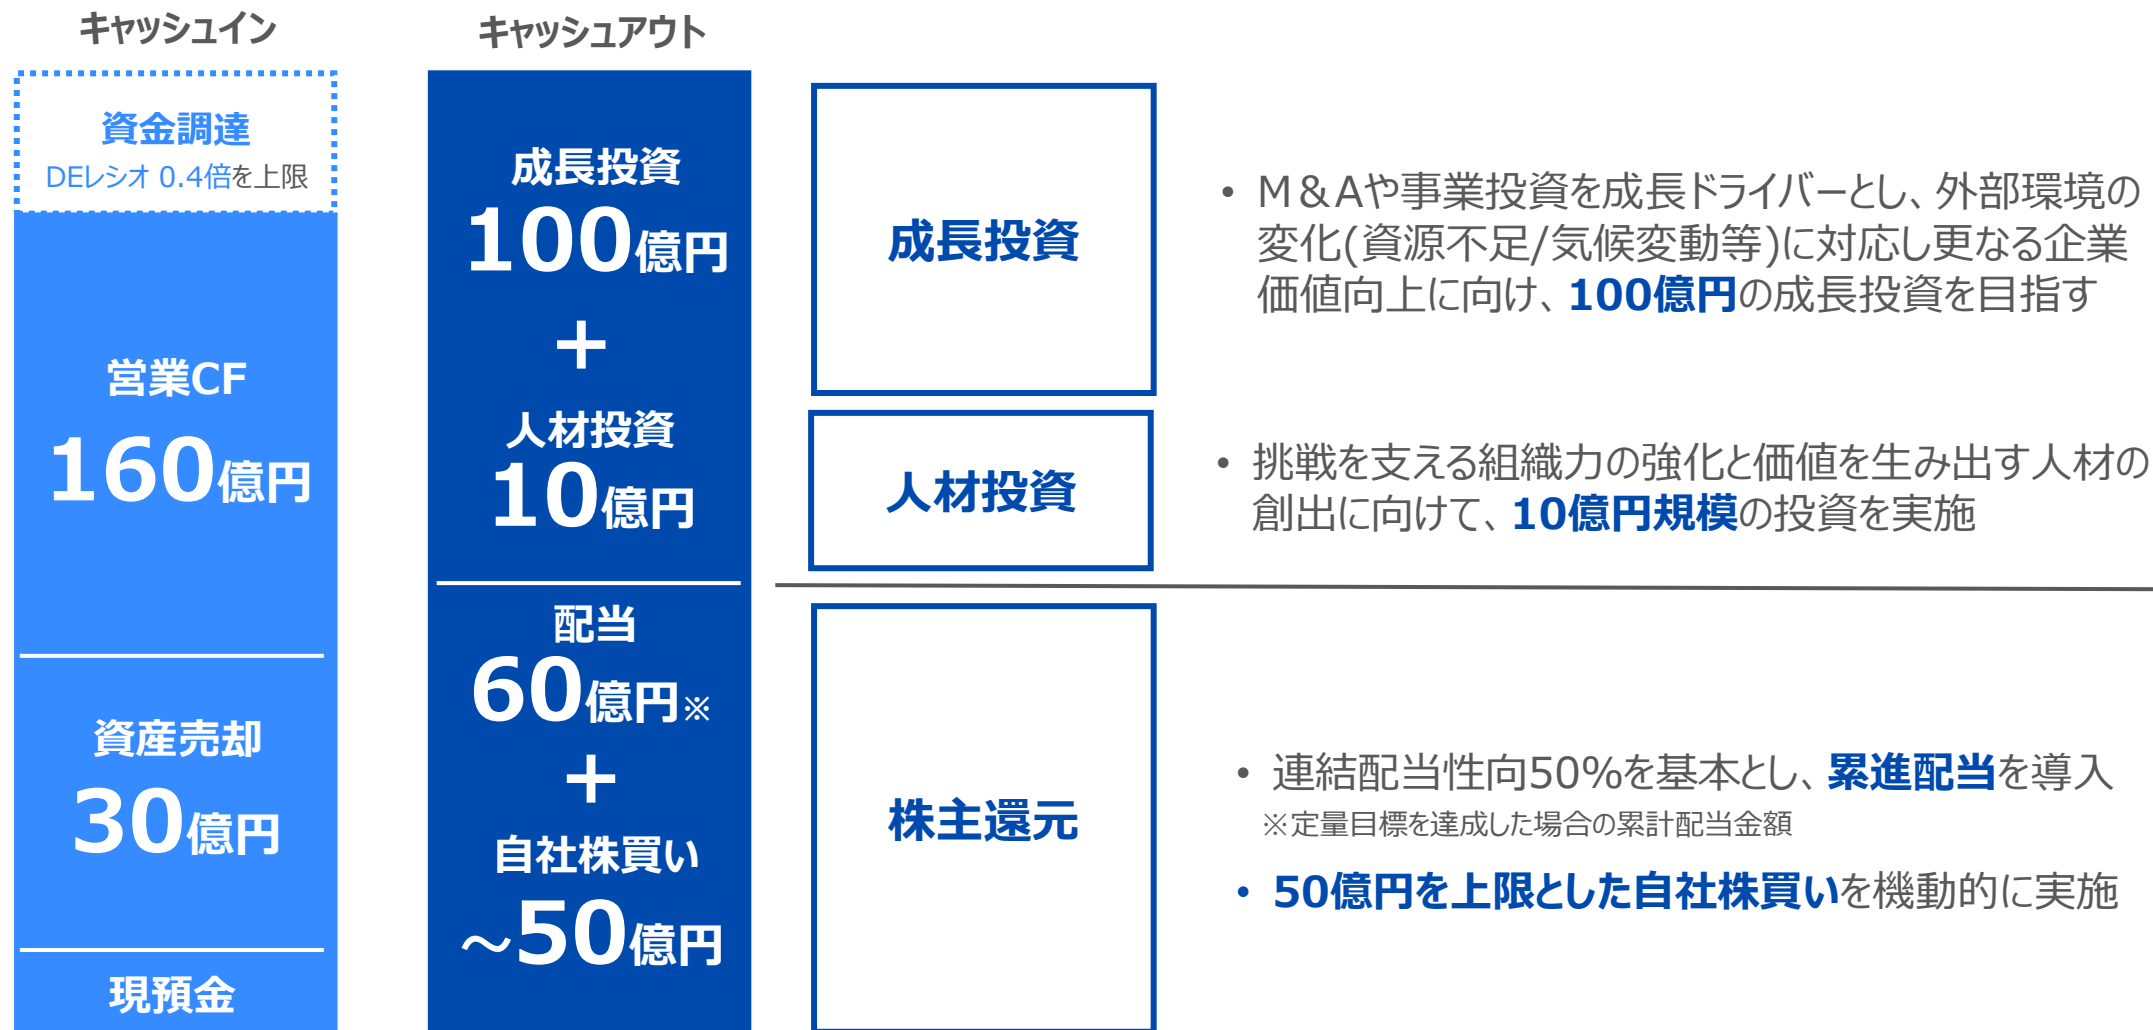 キャッシュイン
資金調達
DEレシオ 0.4倍を上限
営業CF
160億円
資産売却
30億円
現預金
キャッシュアウト
成長投資
100億円
+
人材投資
10億円
配当
60億円※
+
自社株買い
～50億円
成長投資
• M&Aや事業投資を成長ドライバーとし、外部環境の
変化(資源不足/気候変動等)に対応し更なる企業
価値向上に向け、100億円の成長投資を目指す
人材投資
• 挑戦を支える組織力の強化と価値を生み出す人材の
創出に向けて、10億円規模の投資を実施
株主還元
• 連結配当性向50%を基本とし、累進配当を導入
※定量目標を達成した場合の累計配当金額
• 50億円を上限とした自社株買いを機動的に実施